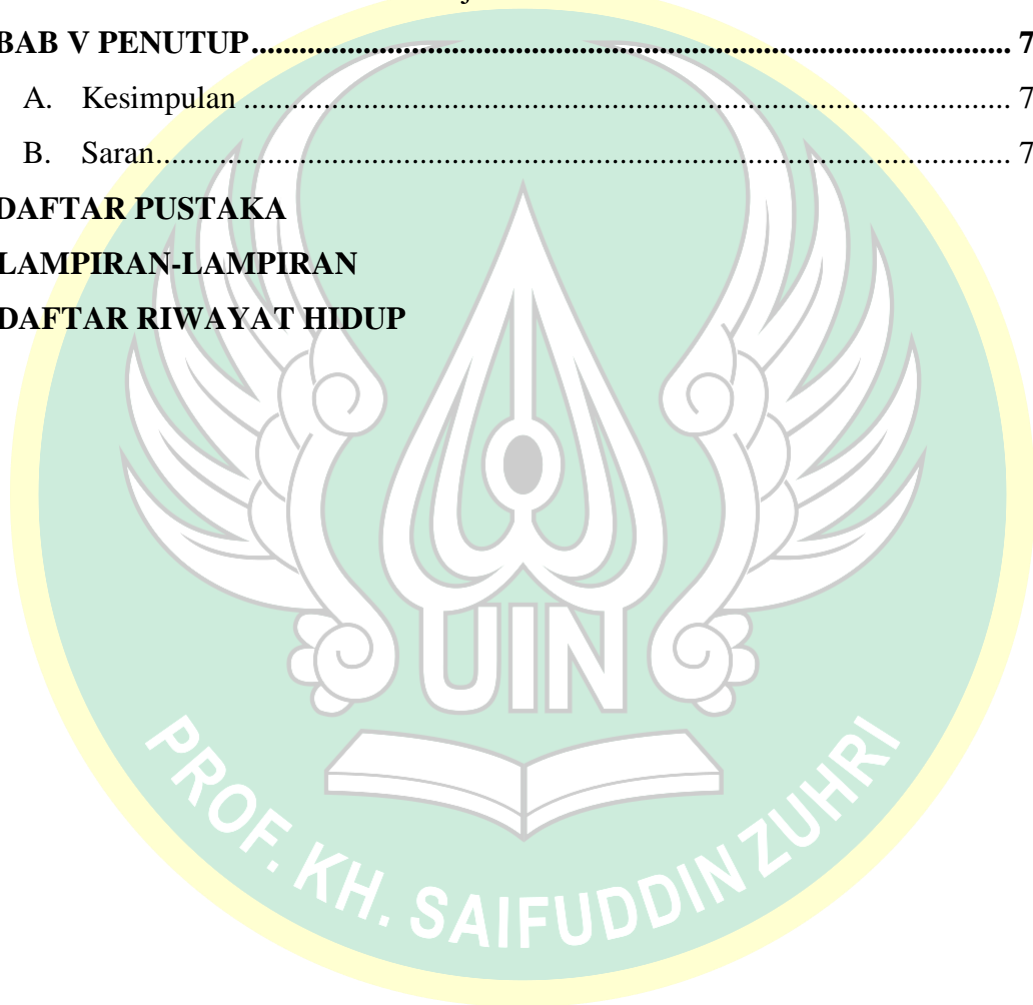 BAB V PENUTUP.......................................................................................... 7
A. Kesimpulan ........................................................................................... 7
B. Saran...................................................................................................... 7
DAFTAR PUSTAKA
LAMPIRAN-LAMPIRAN
DAFTAR RIWAYAT HIDUP
UIN
PROF. KH. SAIFUDDIN ZUHRI